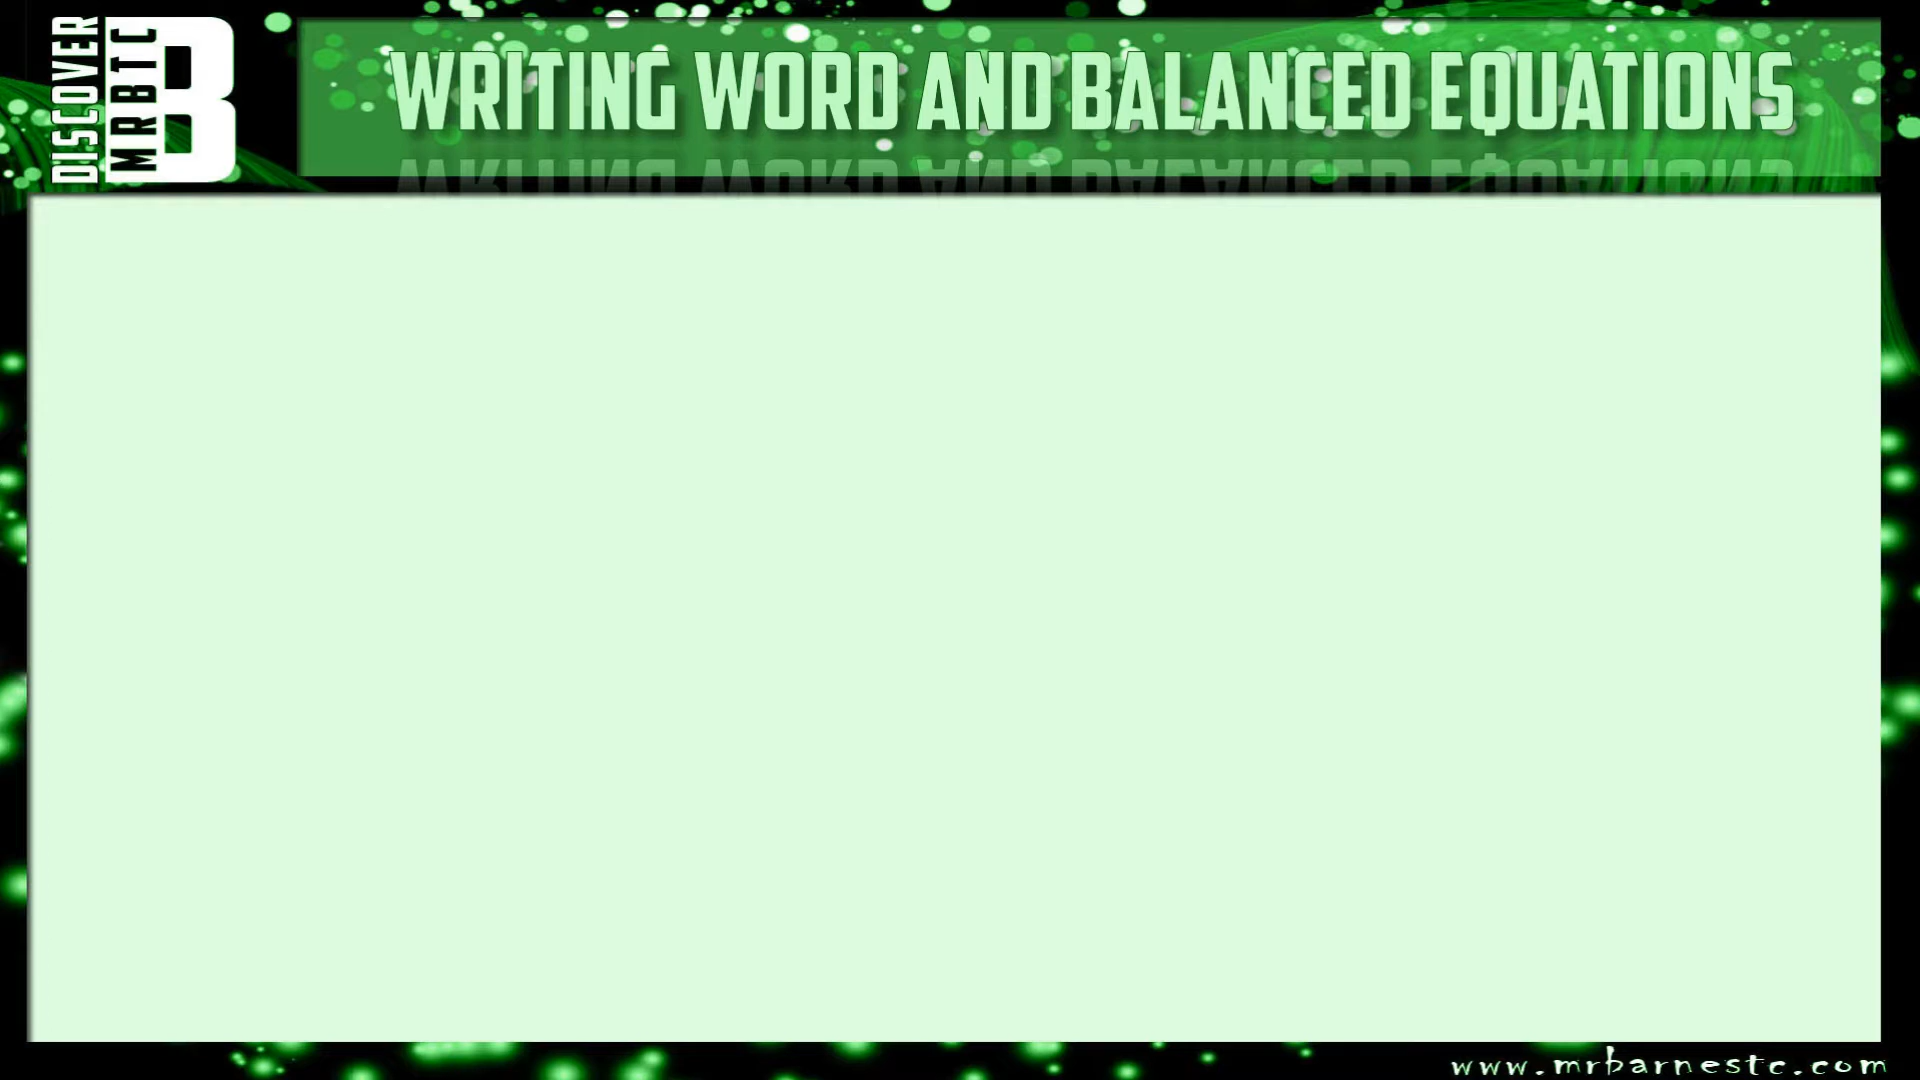 DISCOVER
MRBTC
B
WRITING WORD AND BALANCED EQUATIONS
www.mrbarnestc.com